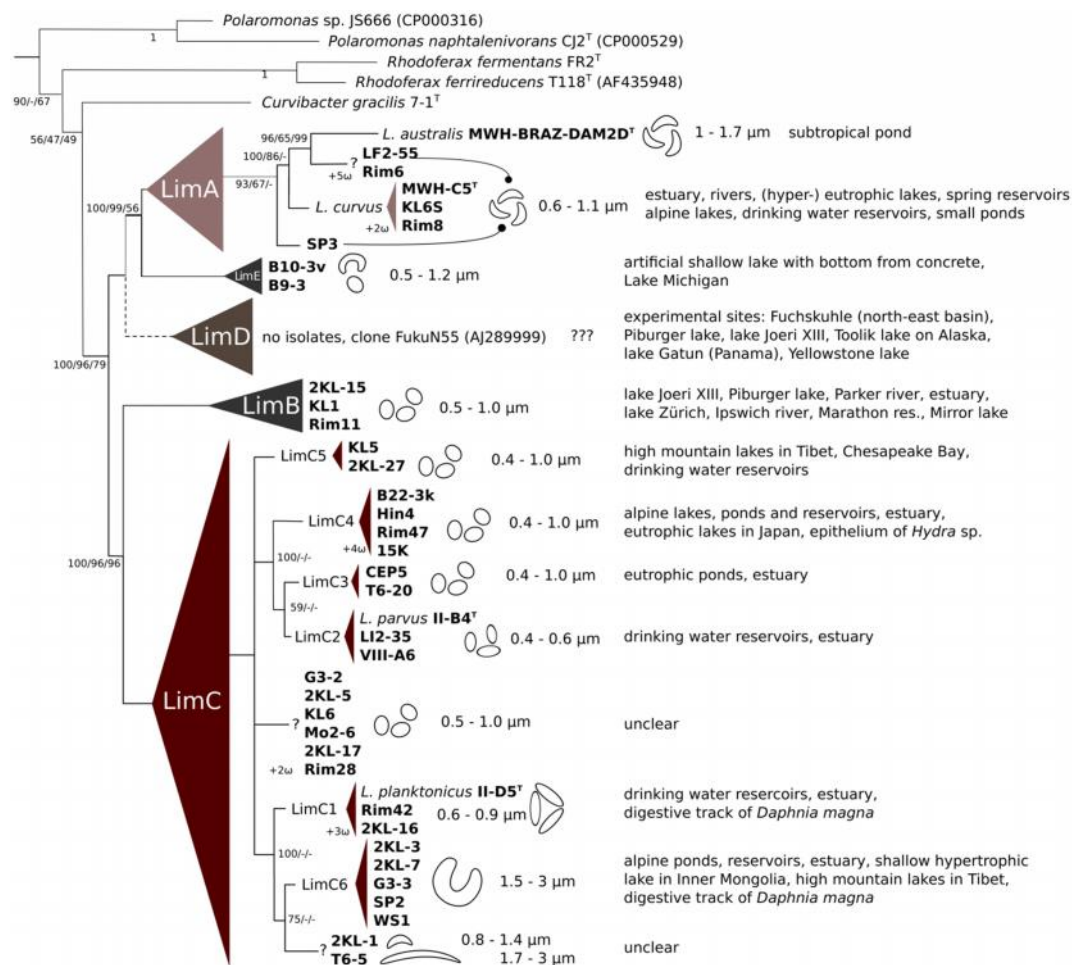 Polaromonas sp. JS666 (CP000316)
1
Polaromonas naphtalenivorans CJ2ᵀ (CP000529)
Rhodoferax fermentans FR2ᵀ
1
Rhodoferax ferrireducens T118ᵀ (AF435948)
90/-/67
Curvibacter gracilis 7-1ᵀ
56/47/49
96/65/99
L. australis MWH-BRAZ-DAM2Dᵀ 1 - 1.7 µm subtropical pond
100/86/-
LF2-55
? Rim6
+5ω
93/67/-
LimA
MWH-C5ᵀ
L. curvus KL6S
+2ω Rim8
0.6 - 1.1 µm
estuary, rivers, (hyper-) eutrophic lakes, spring reservoirs
alpine lakes, drinking water reservoirs, small ponds
100/99/56
SP3
LimE
B10-3v
B9-3
0.5 - 1.2 µm
artificial shallow lake with bottom from concrete,
Lake Michigan
LimD no isolates, clone FukuN55 (AJ289999) ???
experimental sites: Fuchskuhle (north-east basin),
Piburger lake, lake Joeri XIII, Toolik lake on Alaska,
lake Gatun (Panama), Yellowstone lake
100/96/79
LimB
2KL-15
KL1
Rim11
0.5 - 1.0 µm
lake Joeri XIII, Piburger lake, Parker river, estuary,
lake Zürich, Ipswich river, Marathon res., Mirror lake
LimC5
KL5
2KL-27
0.4 - 1.0 µm
high mountain lakes in Tibet, Chesapeake Bay,
drinking water reservoirs
LimC4
B22-3k
Hin4
Rim47
+4ω 15K
0.4 - 1.0 µm
alpine lakes, ponds and reservoirs, estuary,
eutrophic lakes in Japan, epithelium of Hydra sp.
100/96/96
100/-/-
LimC3
CEP5
T6-20
0.4 - 1.0 µm
eutrophic ponds, estuary
59/-/-
LimC2
L. parvus II-B4ᵀ
LI2-35
VIII-A6
0.4 - 0.6 µm
drinking water reservoirs, estuary
LimC
G3-2
2KL-5
KL6
? Mo2-6
2KL-17
+2ω Rim28
0.5 - 1.0 µm
unclear
LimC1
L. planktonicus II-D5ᵀ
Rim42
+3ω 2KL-16
0.6 - 0.9 µm
drinking water resercoirs, estuary,
digestive track of Daphnia magna
100/-/-
LimC6
2KL-3
2KL-7
G3-3
SP2
WS1
1.5 - 3 µm
alpine ponds, reservoirs, estuary, shallow hypertrophic
lake in Inner Mongolia, high mountain lakes in Tibet,
digestive track of Daphnia magna
75/-/-
? 2KL-1 0.8 - 1.4 µm
T6-5 1.7 - 3 µm
unclear